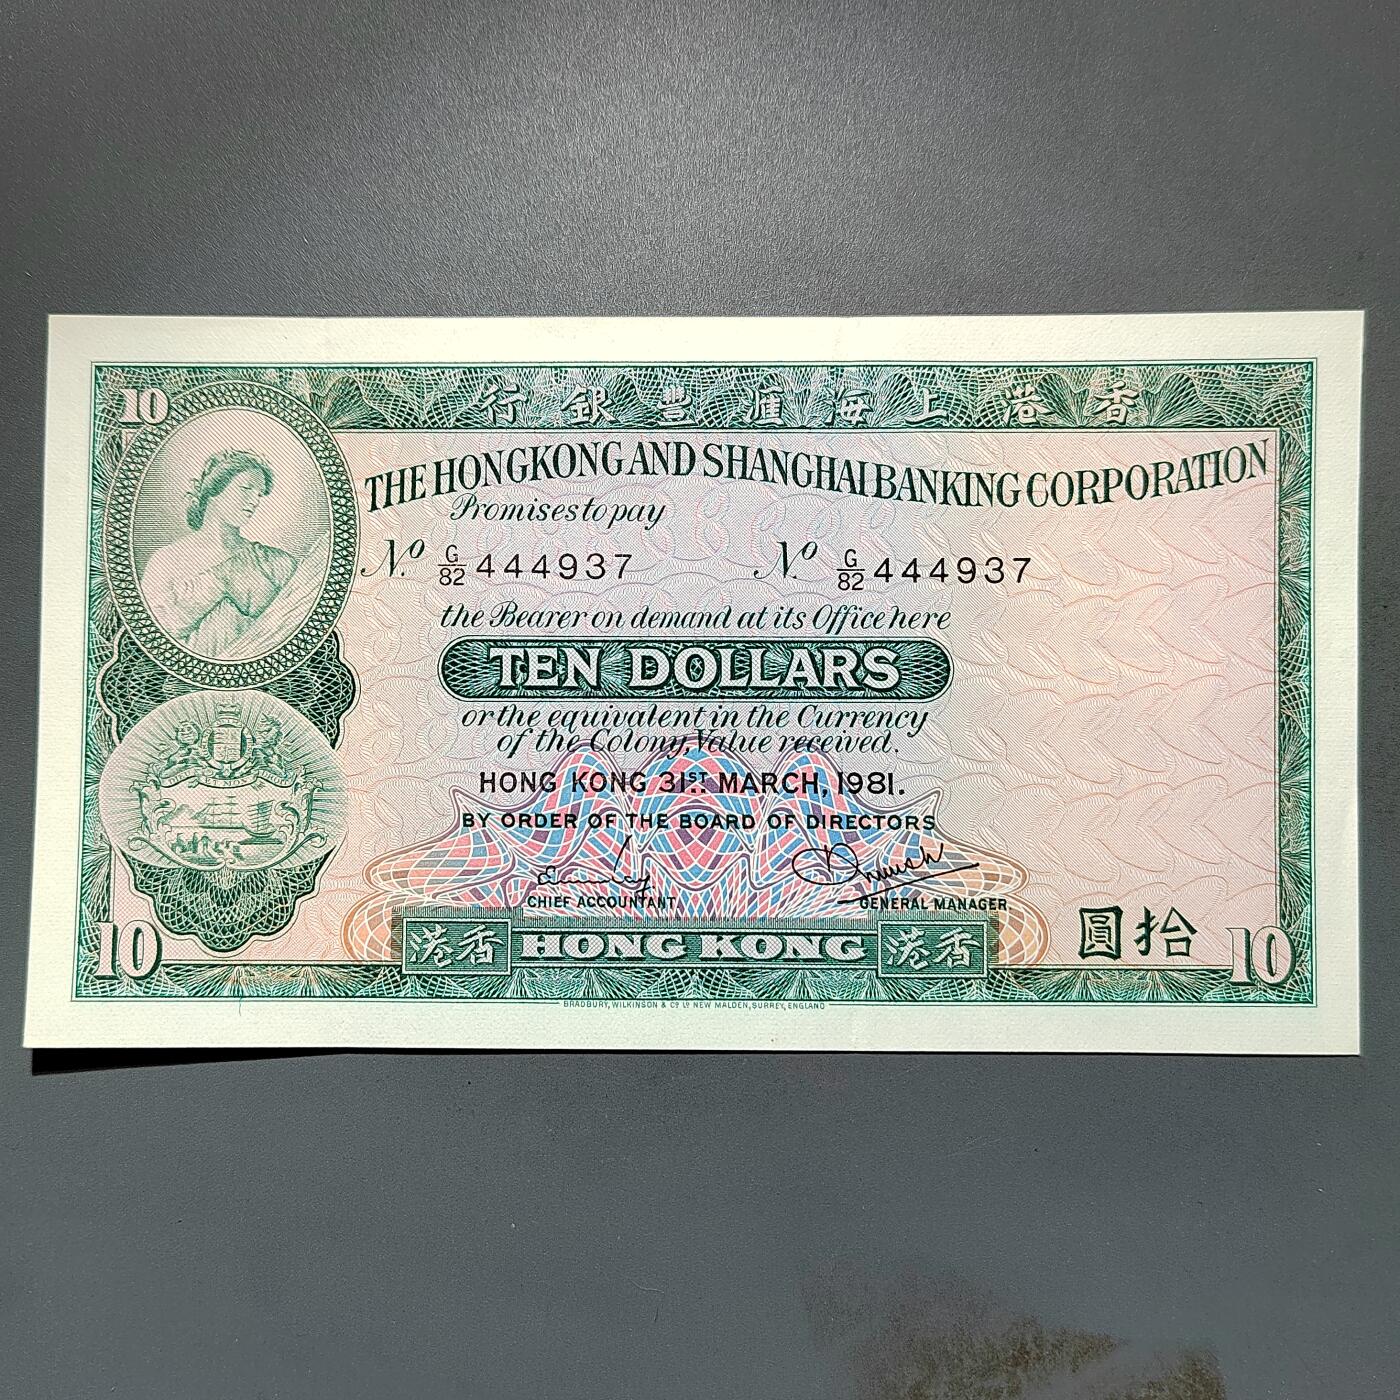 10
香港上海滙豐銀行
THE HONGKONG AND SHANGHAI BANKING CORPORATION
Promises to pay
No G/82 444937 No G/82 444937
the Bearer on demand at its Office here
TEN DOLLARS
or the equivalent in the Currency
of the Colony, Value received.
HONG KONG 31ST MARCH, 1981.
BY ORDER OF THE BOARD OF DIRECTORS
CHIEF ACCOUNTANT GENERAL MANAGER
10 香港 HONG KONG 香港 拾圓 10
BRADBURY, WILKINSON & Co Ld NEW MALDEN, SURREY, ENGLAND